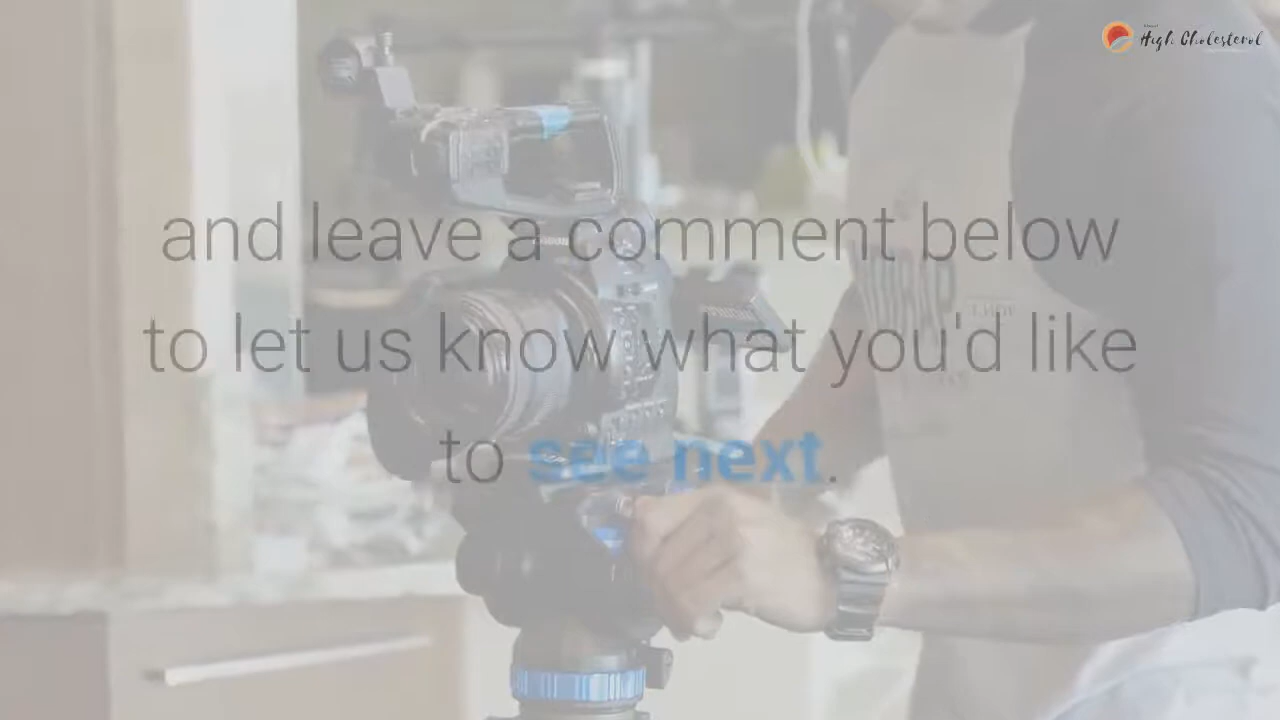 High Cholesterol
and leave a comment below
to let us know what you'd like
to see next.